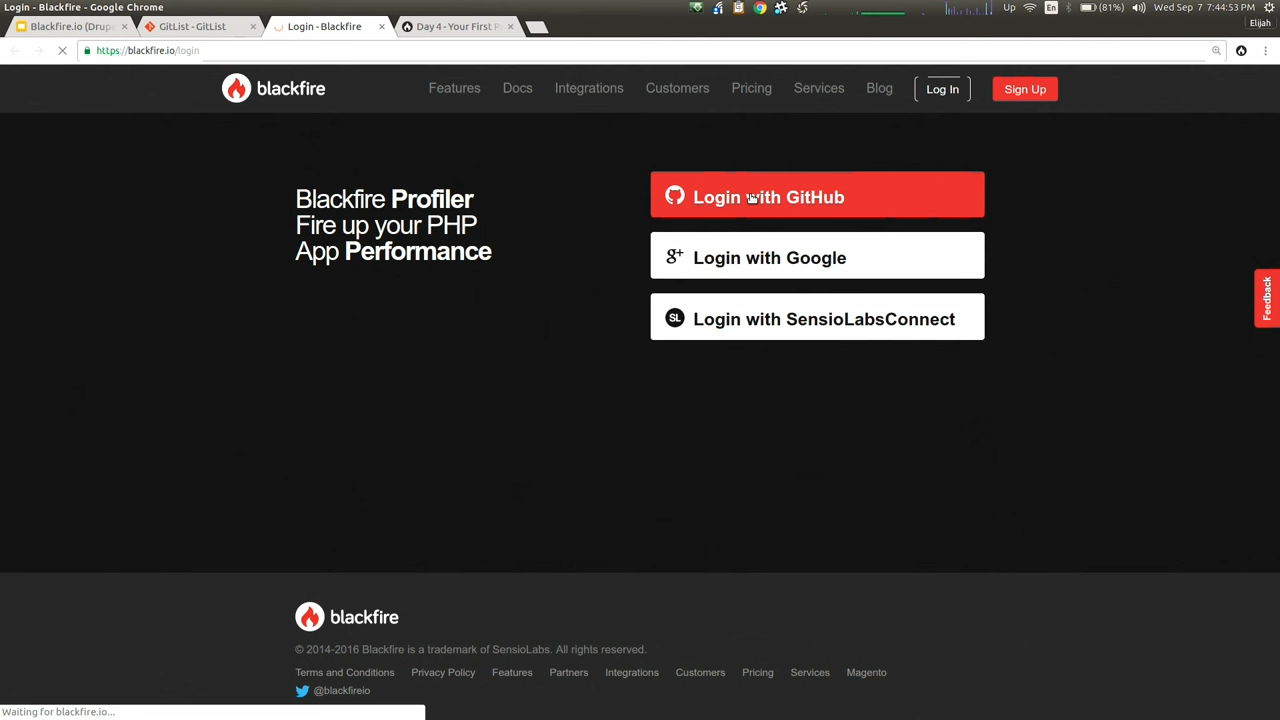 Login - Blackfire - Google Chrome
Up
En
(81%)
Wed Sep 7 7:44:53 PM
Elijah
Blackfire.io (Drup
GitList - GitList
Login - Blackfire
Day 4 - Your First P
https://blackfire.io/login
blackfire
Features
Docs
Integrations
Customers
Pricing
Services
Blog
Log In
Sign Up
Blackfire Profiler
Fire up your PHP
App Performance
Login with GitHub
g+ Login with Google
SL Login with SensioLabsConnect
Feedback
blackfire
© 2014-2016 Blackfire is a trademark of SensioLabs. All rights reserved.
Terms and Conditions
Privacy Policy
Features
Partners
Integrations
Customers
Pricing
Services
Magento
@blackfireio
Waiting for blackfire.io...